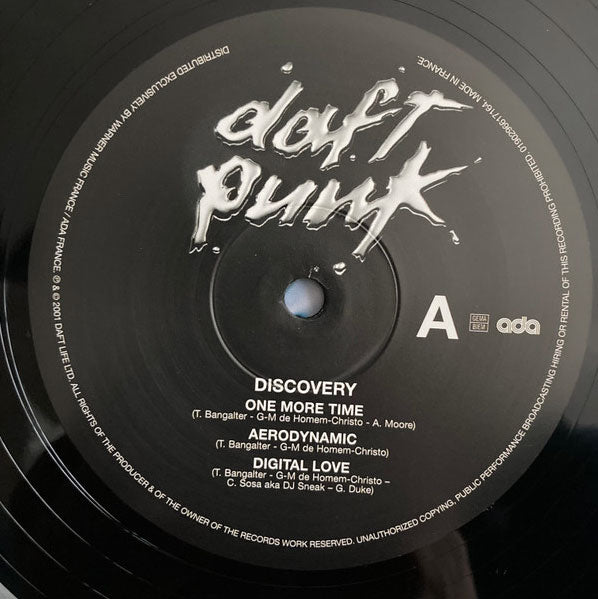 daft
punk
A
GEMA
BIEM
ada
DISCOVERY
ONE MORE TIME
(T. Bangalter - G-M de Homem-Christo - A. Moore)
AERODYNAMIC
(T. Bangalter - G-M de Homem-Christo)
DIGITAL LOVE
(T. Bangalter - G-M de Homem-Christo –
C. Sosa aka DJ Sneak – G. Duke)
DISTRIBUTED EXCLUSIVELY BY WARNER MUSIC FRANCE / ADA FRANCE. ℗ & © 2001 DAFT LIFE LTD. ALL RIGHTS OF THE PRODUCER & OF THE OWNER OF THE RECORDS WORK RESERVED. UNAUTHORIZED COPYING, PUBLIC PERFORMANCE BROADCASTING HIRING OR RENTAL OF THIS RECORDING PROHIBITED. 0190296617164. MADE IN FRANCE.